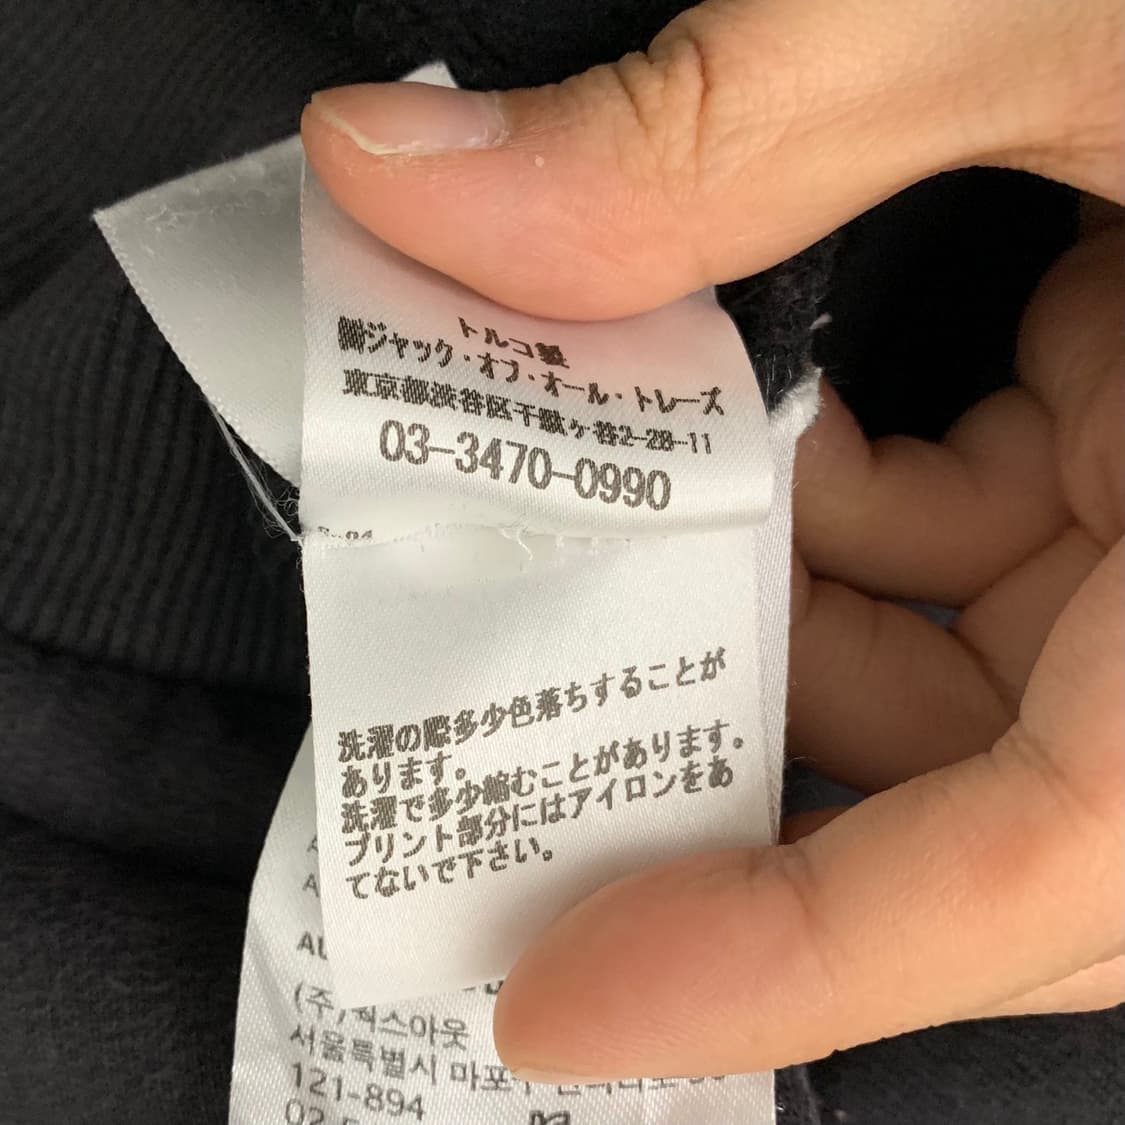 トルコ製
㈱ジャック・オブ・オール・トレーズ
東京都渋谷区千駄ヶ谷2-28-11
03-3470-0990
洗濯の際多少色落ちすることが
あります。
洗濯で多少縮むことがあります。
プリント部分にはアイロンをあ
てないで下さい。
(주)웍스아웃
서울특별시 마포구
121-894